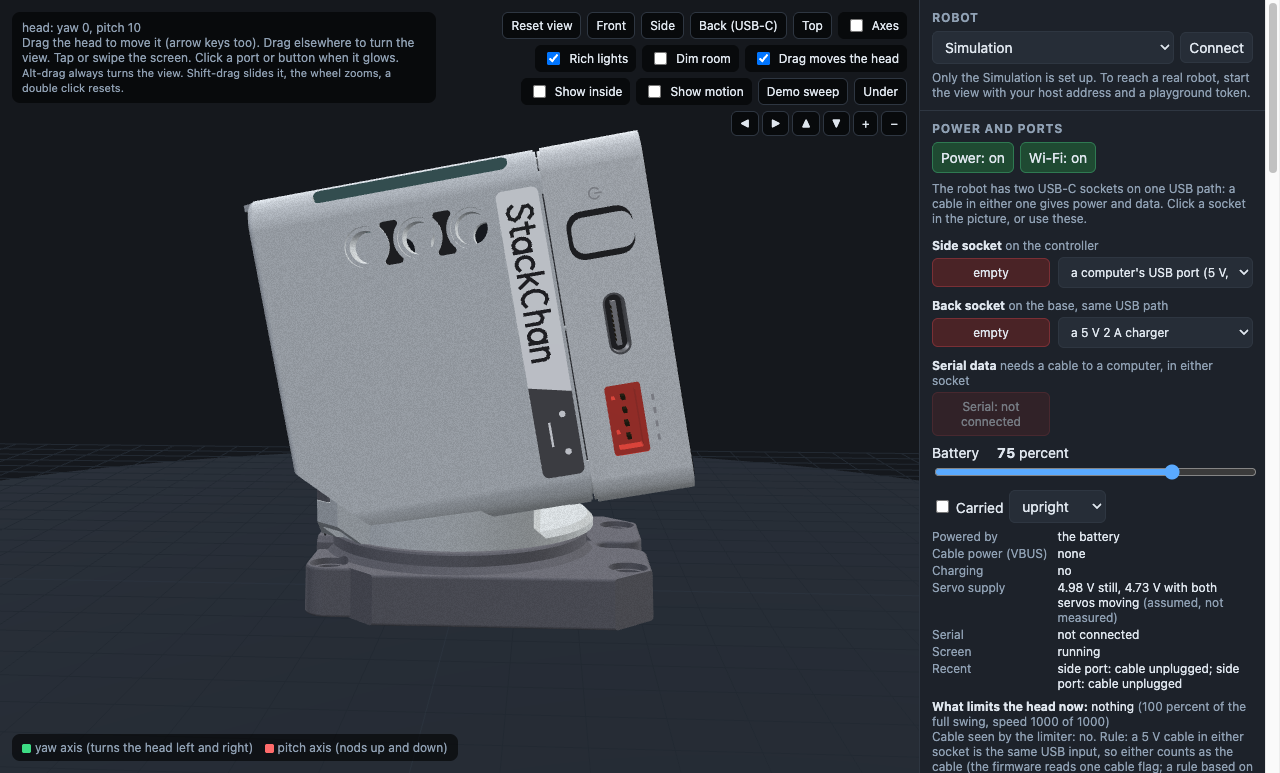 head: yaw 0, pitch 10
Drag the head to move it (arrow keys too). Drag elsewhere to turn the
view. Tap or swipe the screen. Click a port or button when it glows.
Alt-drag always turns the view. Shift-drag slides it, the wheel zooms, a
double click resets.
Reset view
Front
Side
Back (USB-C)
Top
Axes
Rich lights
Dim room
Drag moves the head
Show inside
Show motion
Demo sweep
Under
◀
▶
▲
▼
+
−
StackChan
yaw axis (turns the head left and right)
pitch axis (nods up and down)
ROBOT
Simulation
Connect
Only the Simulation is set up. To reach a real robot, start
the view with your host address and a playground token.
POWER AND PORTS
Power: on
Wi-Fi: on
The robot has two USB-C sockets on one USB path: a
cable in either one gives power and data. Click a socket
in the picture, or use these.
Side socket on the controller
empty
a computer's USB port (5 V,
Back socket on the base, same USB path
empty
a 5 V 2 A charger
Serial data needs a cable to a computer, in either
socket
Serial: not
connected
Battery 75 percent
Carried
upright
Powered by the battery
Cable power (VBUS) none
Charging no
Servo supply 4.98 V still, 4.73 V with both
servos moving (assumed, not
measured)
Serial not connected
Screen running
Recent side port: cable unplugged; side
port: cable unplugged
What limits the head now: nothing (100 percent of the
full swing, speed 1000 of 1000)
Cable seen by the limiter: no. Rule: a 5 V cable in either
socket is the same USB input, so either counts as the
cable (the firmware reads one cable flag; a rule based on